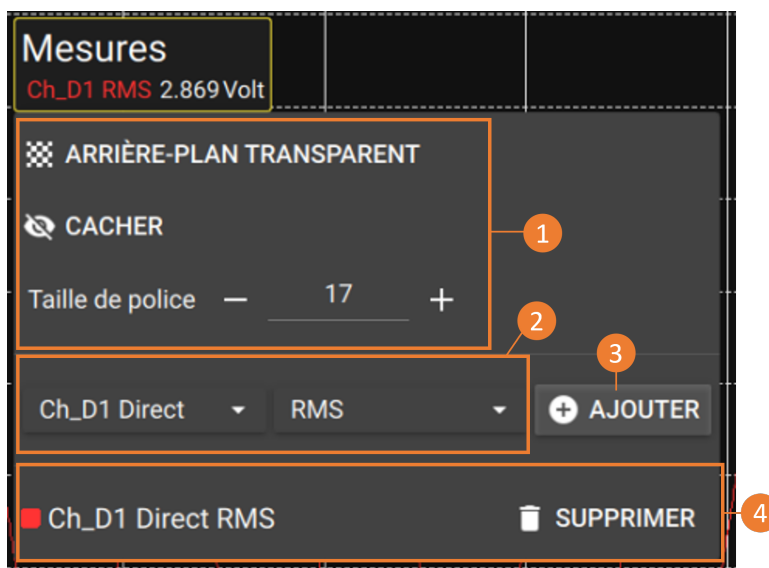 Mesures
Ch_D1 RMS 2.869 Volt
ARRIÈRE-PLAN TRANSPARENT
CACHER
1
Taille de police — 17 +
2
3
Ch_D1 Direct RMS AJOUTER
Ch_D1 Direct RMS SUPPRIMER
4